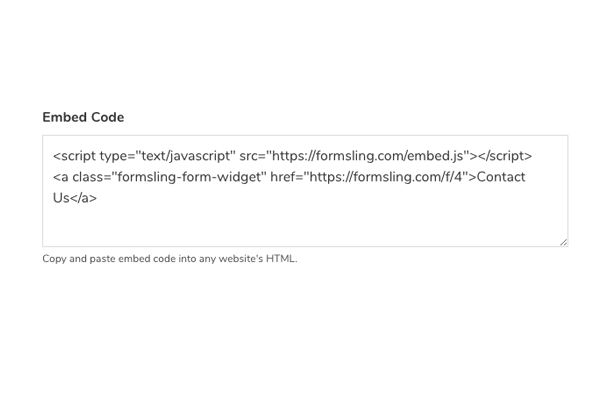 Embed Code
<script type="text/javascript" src="https://formsling.com/embed.js"></script>
<a class="formsling-form-widget" href="https://formsling.com/f/4">Contact
Us</a>
Copy and paste embed code into any website's HTML.